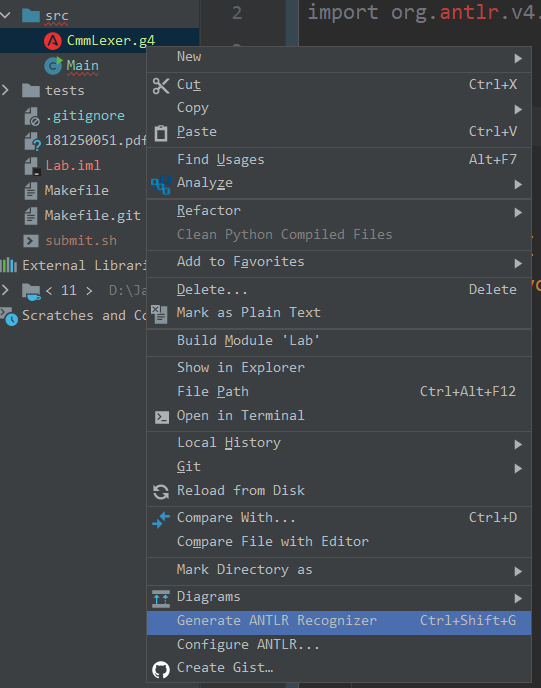 src
2
import org.antlr.v4.
CmmLexer.g4
Main
tests
.gitignore
181250051.pdf
Lab.iml
Makefile
Makefile.git
submit.sh
External Librari
< 11 > D:\Ja
Scratches and Co
New
Cut Ctrl+X
Copy
Paste Ctrl+V
Find Usages Alt+F7
Analyze
Refactor
Clean Python Compiled Files
Add to Favorites
Delete... Delete
Mark as Plain Text
Build Module 'Lab'
Show in Explorer
File Path Ctrl+Alt+F12
Open in Terminal
Local History
Git
Reload from Disk
Compare With... Ctrl+D
Compare File with Editor
Mark Directory as
Diagrams
Generate ANTLR Recognizer Ctrl+Shift+G
Configure ANTLR...
Create Gist…